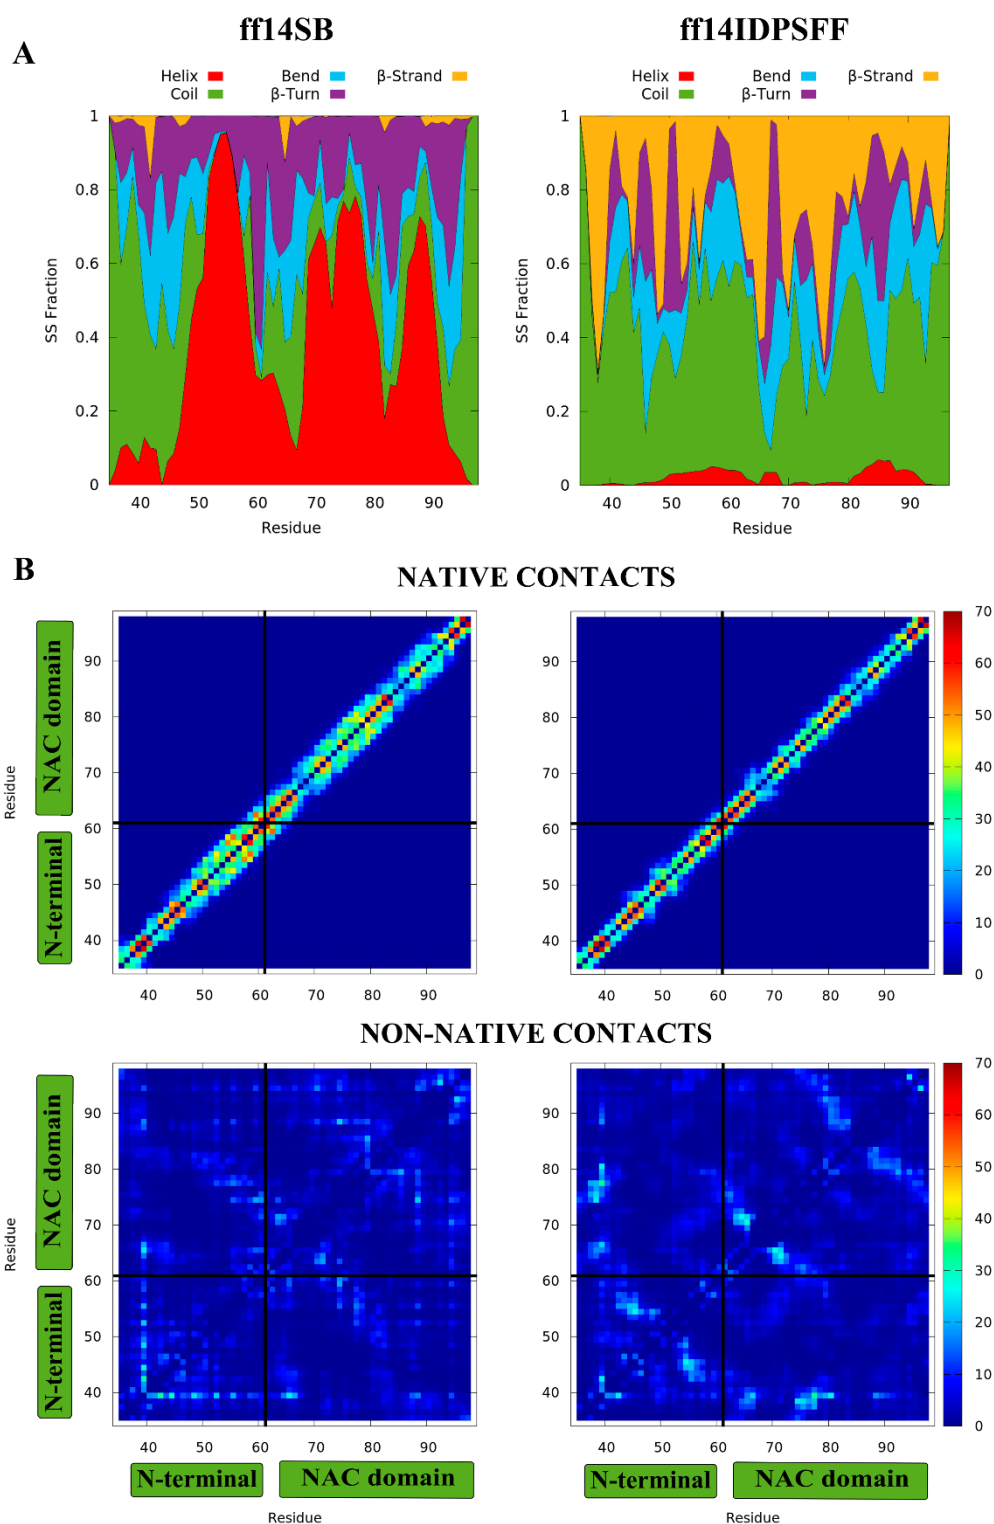 ff14SB
ff14IDPSFF
A
Helix
Bend
β-Strand
Coil
β-Turn
Helix
Bend
β-Strand
Coil
β-Turn
1
0.8
0.6
0.4
0.2
0
SS Fraction
40 50 60 70 80 90
Residue
1
0.8
0.6
0.4
0.2
0
SS Fraction
40 50 60 70 80 90
Residue
B
NATIVE CONTACTS
NAC domain
N-terminal
Residue
90
80
70
60
50
40
40 50 60 70 80 90
90
80
70
60
50
40
40 50 60 70 80 90
70
60
50
40
30
20
10
0
NON-NATIVE CONTACTS
NAC domain
N-terminal
Residue
90
80
70
60
50
40
40 50 60 70 80 90
90
80
70
60
50
40
40 50 60 70 80 90
70
60
50
40
30
20
10
0
N-terminal
NAC domain
N-terminal
NAC domain
Residue
Residue